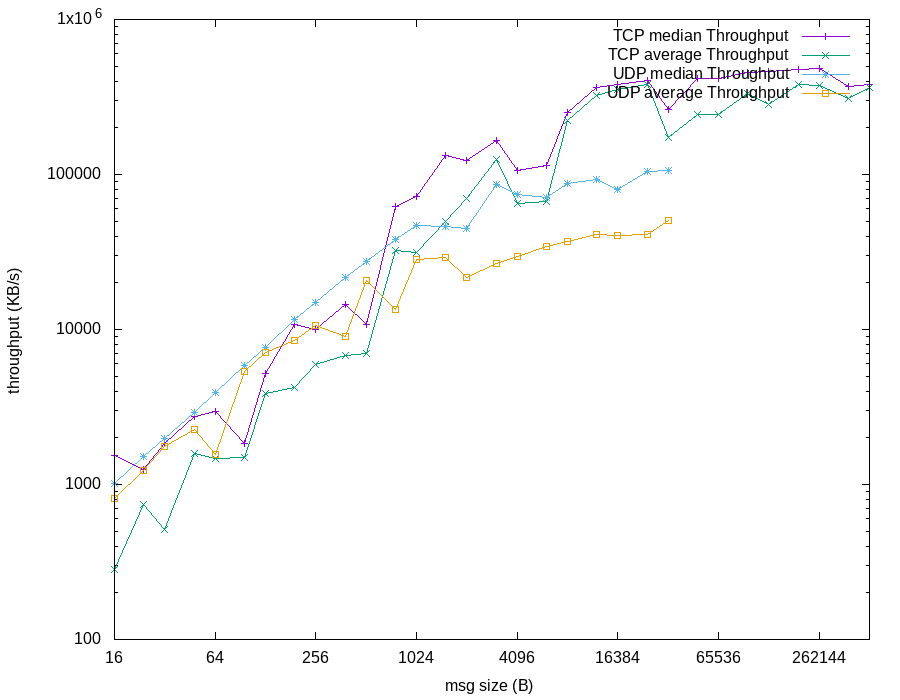 1x10^6
TCP median Throughput
TCP average Throughput
UDP median Throughput
UDP average Throughput
100000
10000
1000
100
throughput (KB/s)
16 64 256 1024 4096 16384 65536 262144
msg size (B)